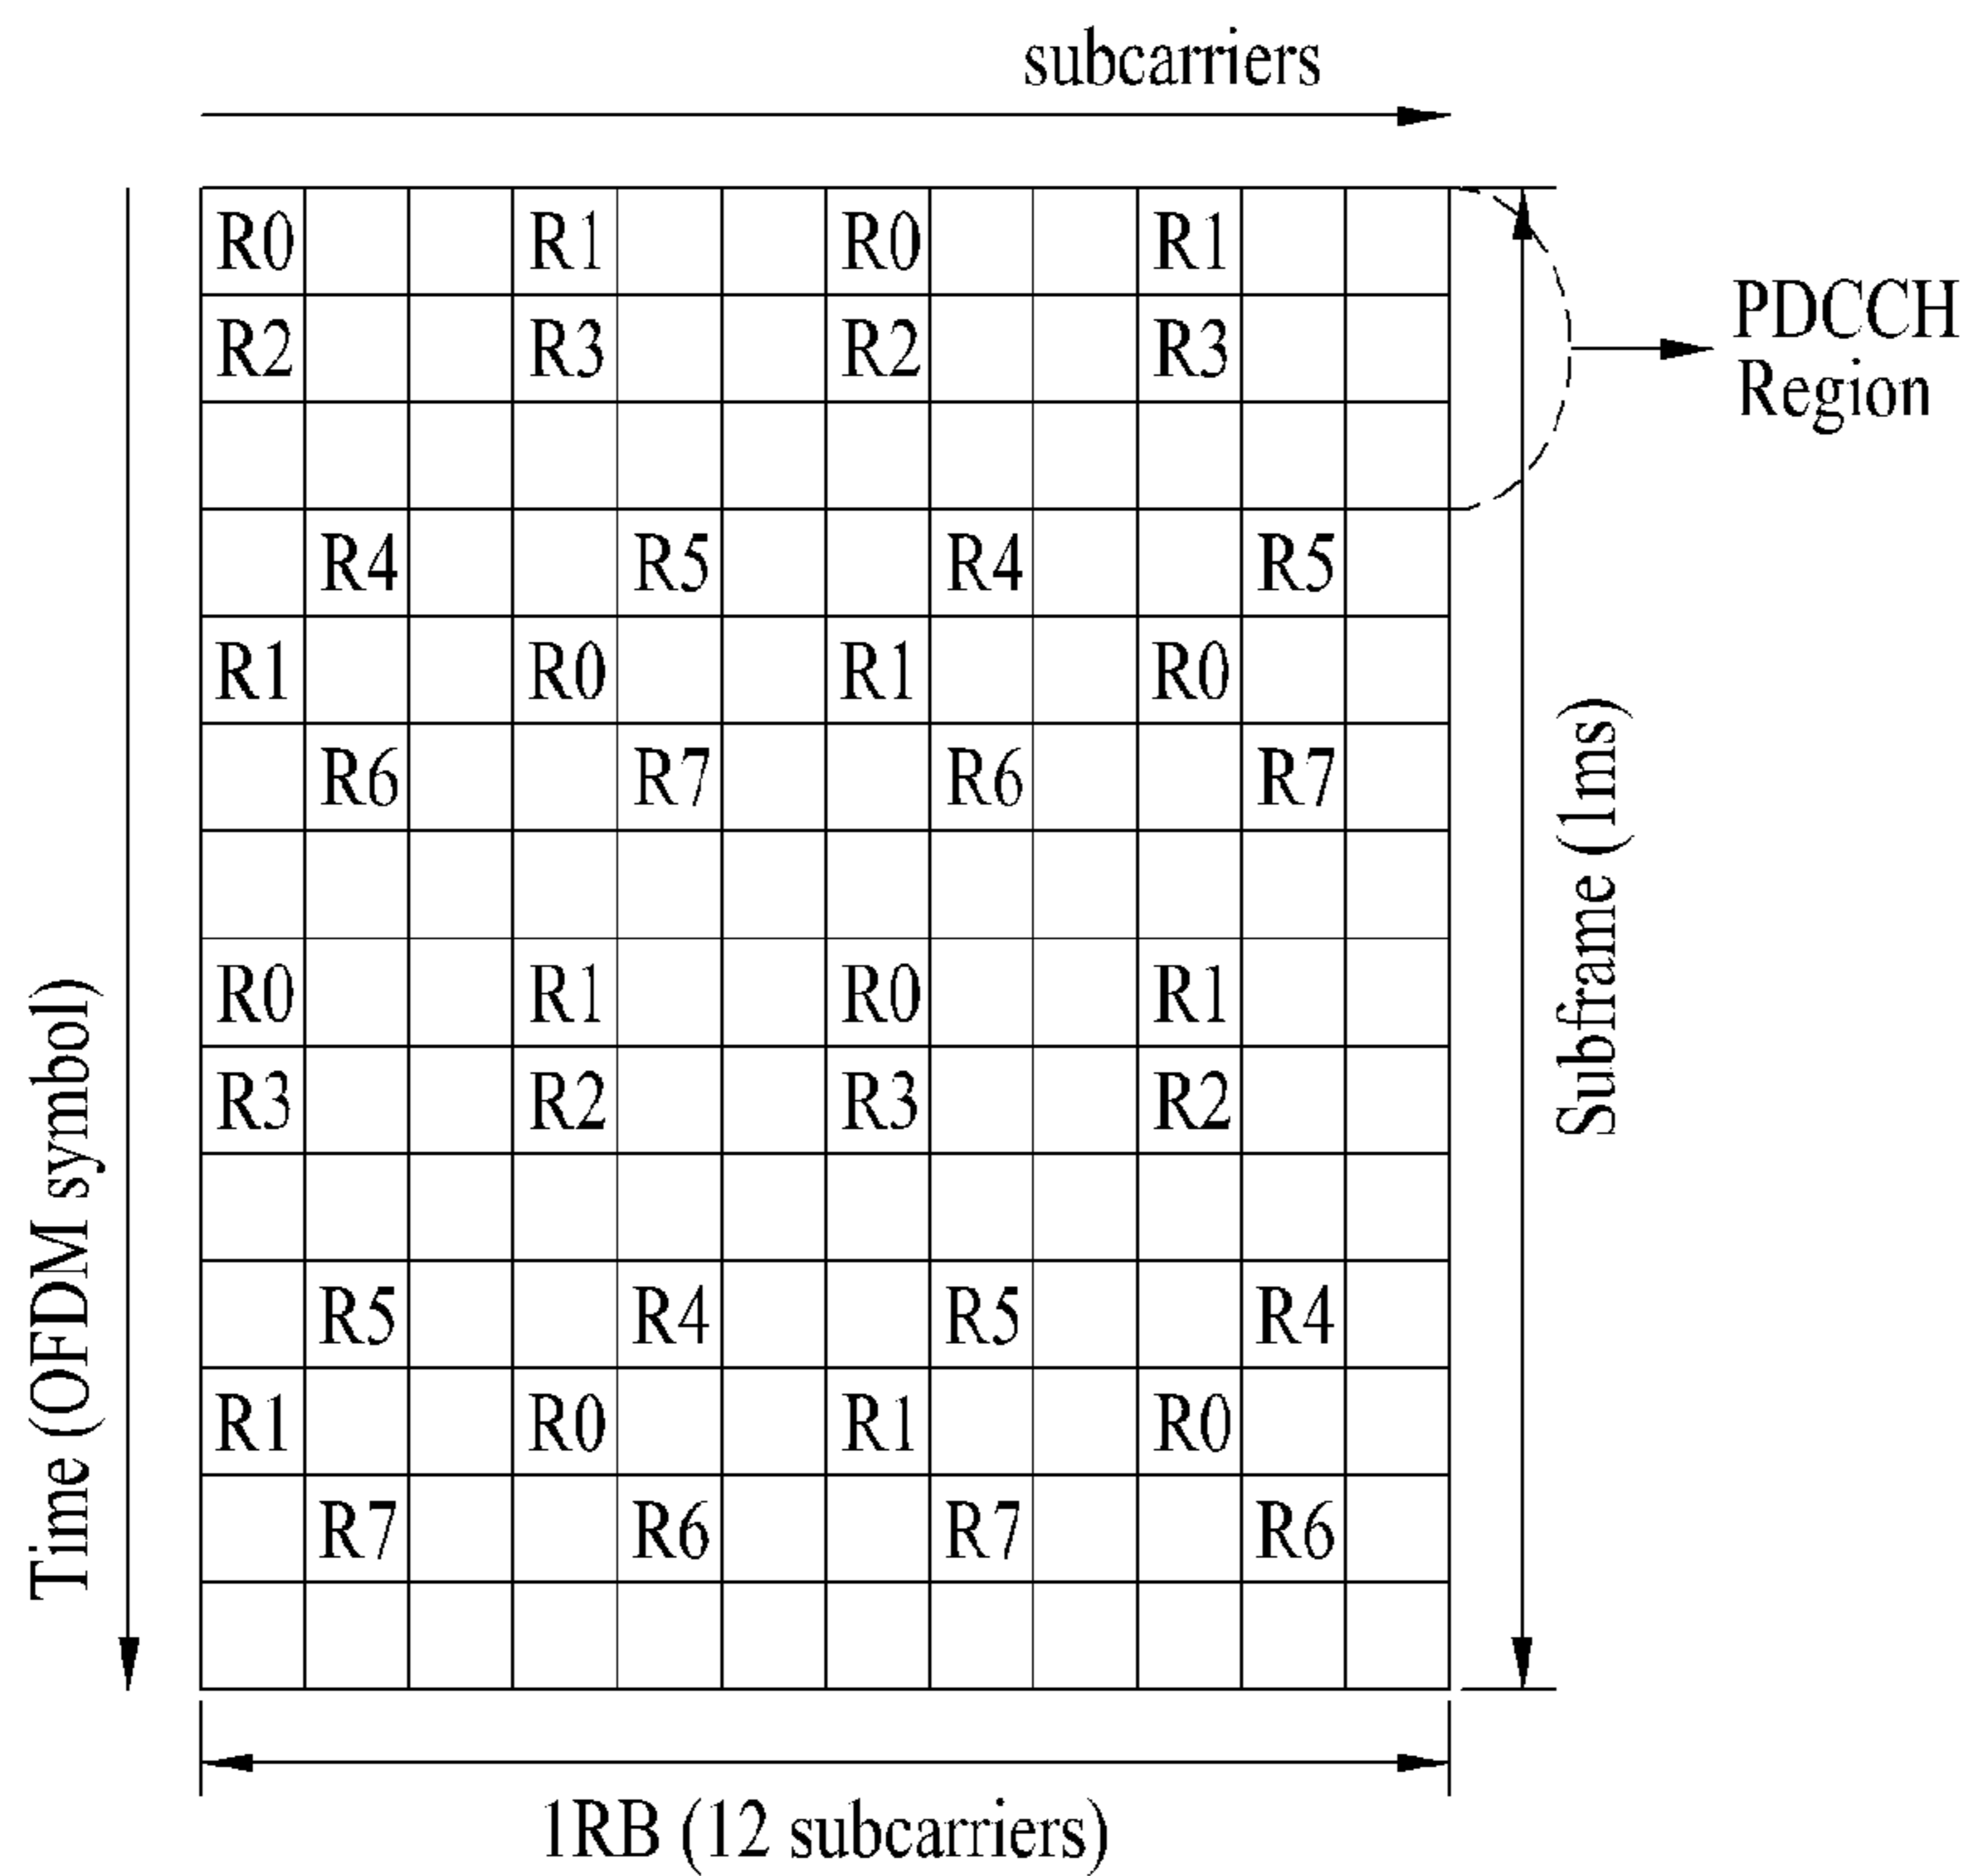 subcarriers
R0 R1 R0 R1
R2 R3 R2 R3
PDCCH
Region
R4 R5 R4 R5
R1 R0 R1 R0
R6 R7 R6 R7
R0 R1 R0 R1
R3 R2 R3 R2
R5 R4 R5 R4
R1 R0 R1 R0
R7 R6 R7 R6
Time (OFDM symbol)
Subframe (1ms)
1RB (12 subcarriers)